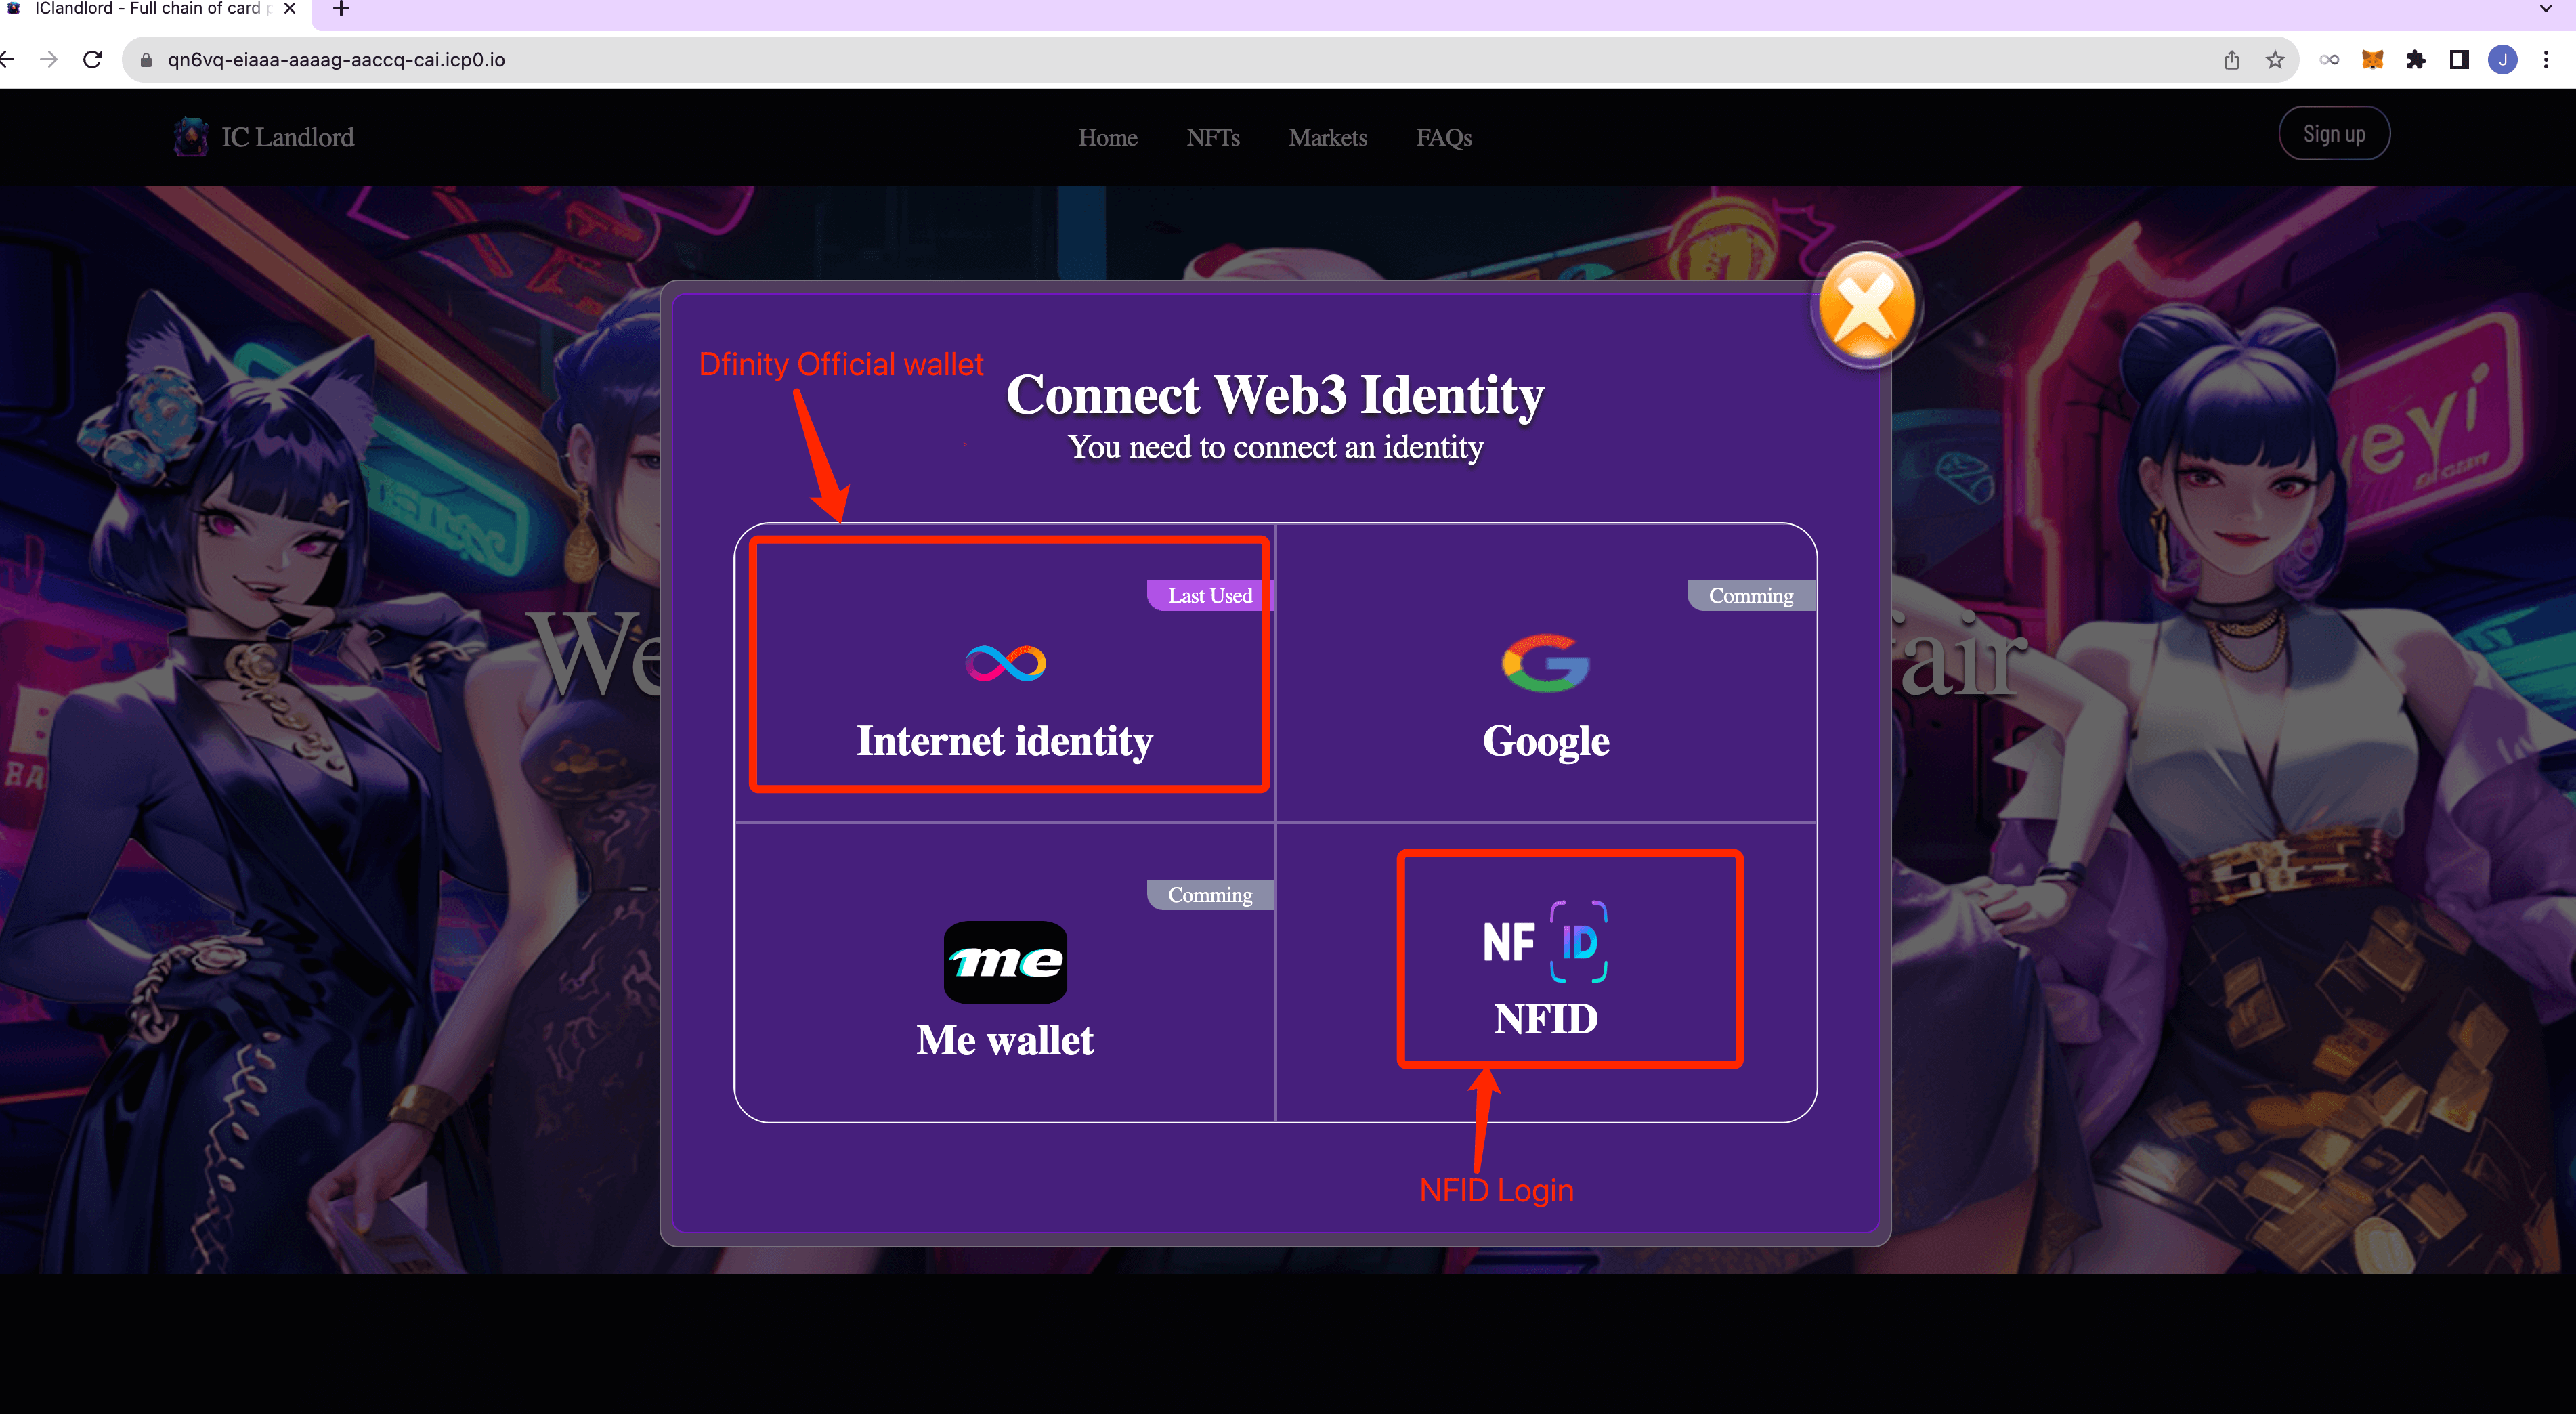 IClandlord - Full chain of card
qn6vq-eiaaa-aaaag-aaccq-cai.icp0.io
J
IC Landlord
Home
NFTs
Markets
FAQs
Sign up
Dfinity Official wallet
Connect Web3 Identity
You need to connect an identity
Last Used
Internet identity
Comming
Google
Comming
me
Me wallet
NF ID
NFID
NFID Login
We
air